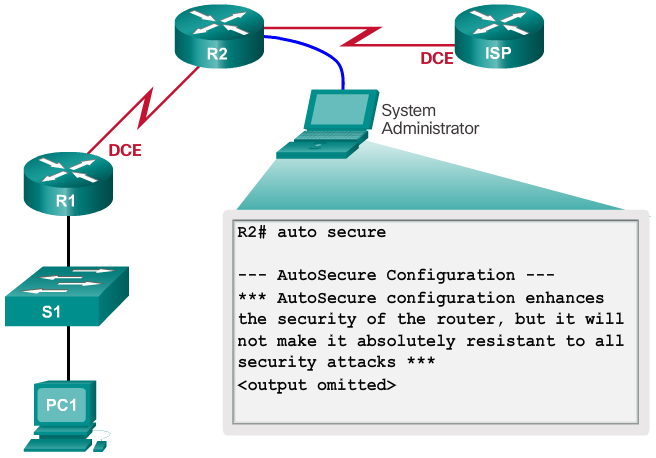 R2
DCE
ISP
System
Administrator
DCE
R1
R2# auto secure
--- AutoSecure Configuration ---
*** AutoSecure configuration enhances
the security of the router, but it will
not make it absolutely resistant to all
security attacks ***
<output omitted>
S1
PC1